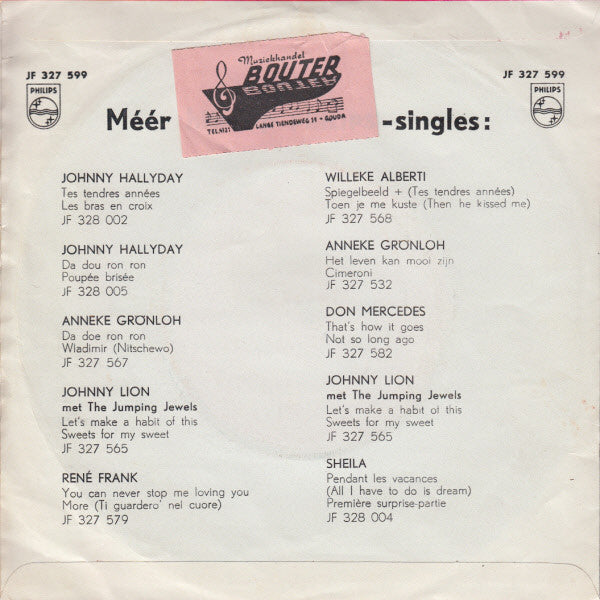 JF 327 599
PHILIPS
Muziekhandel
BOUTER
BOUTER
TEL. LANGE TIENDEWEG 14 - GOUDA
JF 327 599
PHILIPS
Méér -singles:
JOHNNY HALLYDAY
Tes tendres années
Les bras en croix
JF 328 002
JOHNNY HALLYDAY
Da dou ron ron
Poupée brisée
JF 328 005
ANNEKE GRÖNLOH
Da doe ron ron
Wladimir (Nitschewo)
JF 327 567
JOHNNY LION
met The Jumping Jewels
Let's make a habit of this
Sweets for my sweet
JF 327 565
RENÉ FRANK
You can never stop me loving you
More (Ti guardero' nel cuore)
JF 327 579
WILLEKE ALBERTI
Spiegelbeeld + (Tes tendres années)
Toen je me kuste (Then he kissed me)
JF 327 568
ANNEKE GRÖNLOH
Het leven kan mooi zijn
Cimeroni
JF 327 532
DON MERCEDES
That's how it goes
Not so long ago
JF 327 582
JOHNNY LION
met The Jumping Jewels
Let's make a habit of this
Sweets for my sweet
JF 327 565
SHEILA
Pendant les vacances
(All I have to do is dream)
Première surprise-partie
JF 328 004